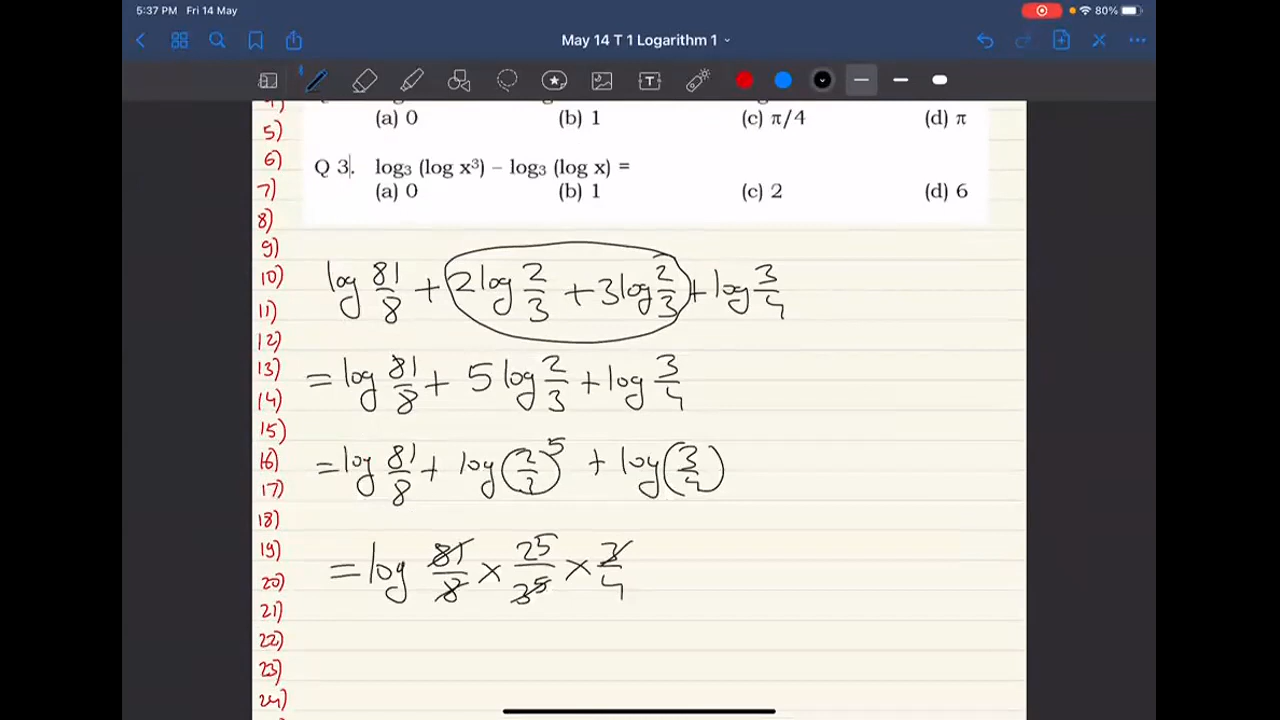 5:37 PM Fri 14 May
80%
May 14 T 1 Logarithm 1
5)
(a) 0 (b) 1 (c) π/4 (d) π
6) Q 3. log₃ (log x³) – log₃ (log x) =
7) (a) 0 (b) 1 (c) 2 (d) 6
8)
9)
10) log 81/8 + 2 log 2/3 + 3 log 2/3 + log 3/4
11)
12)
13) = log 81/8 + 5 log 2/3 + log 3/4
14)
15)
16) = log 81/8 + log (2/3)⁵ + log (3/4)
17)
18)
19) = log 81/8 × 2⁵/3⁵ × 3/4
20)
21)
22)
23)
24)